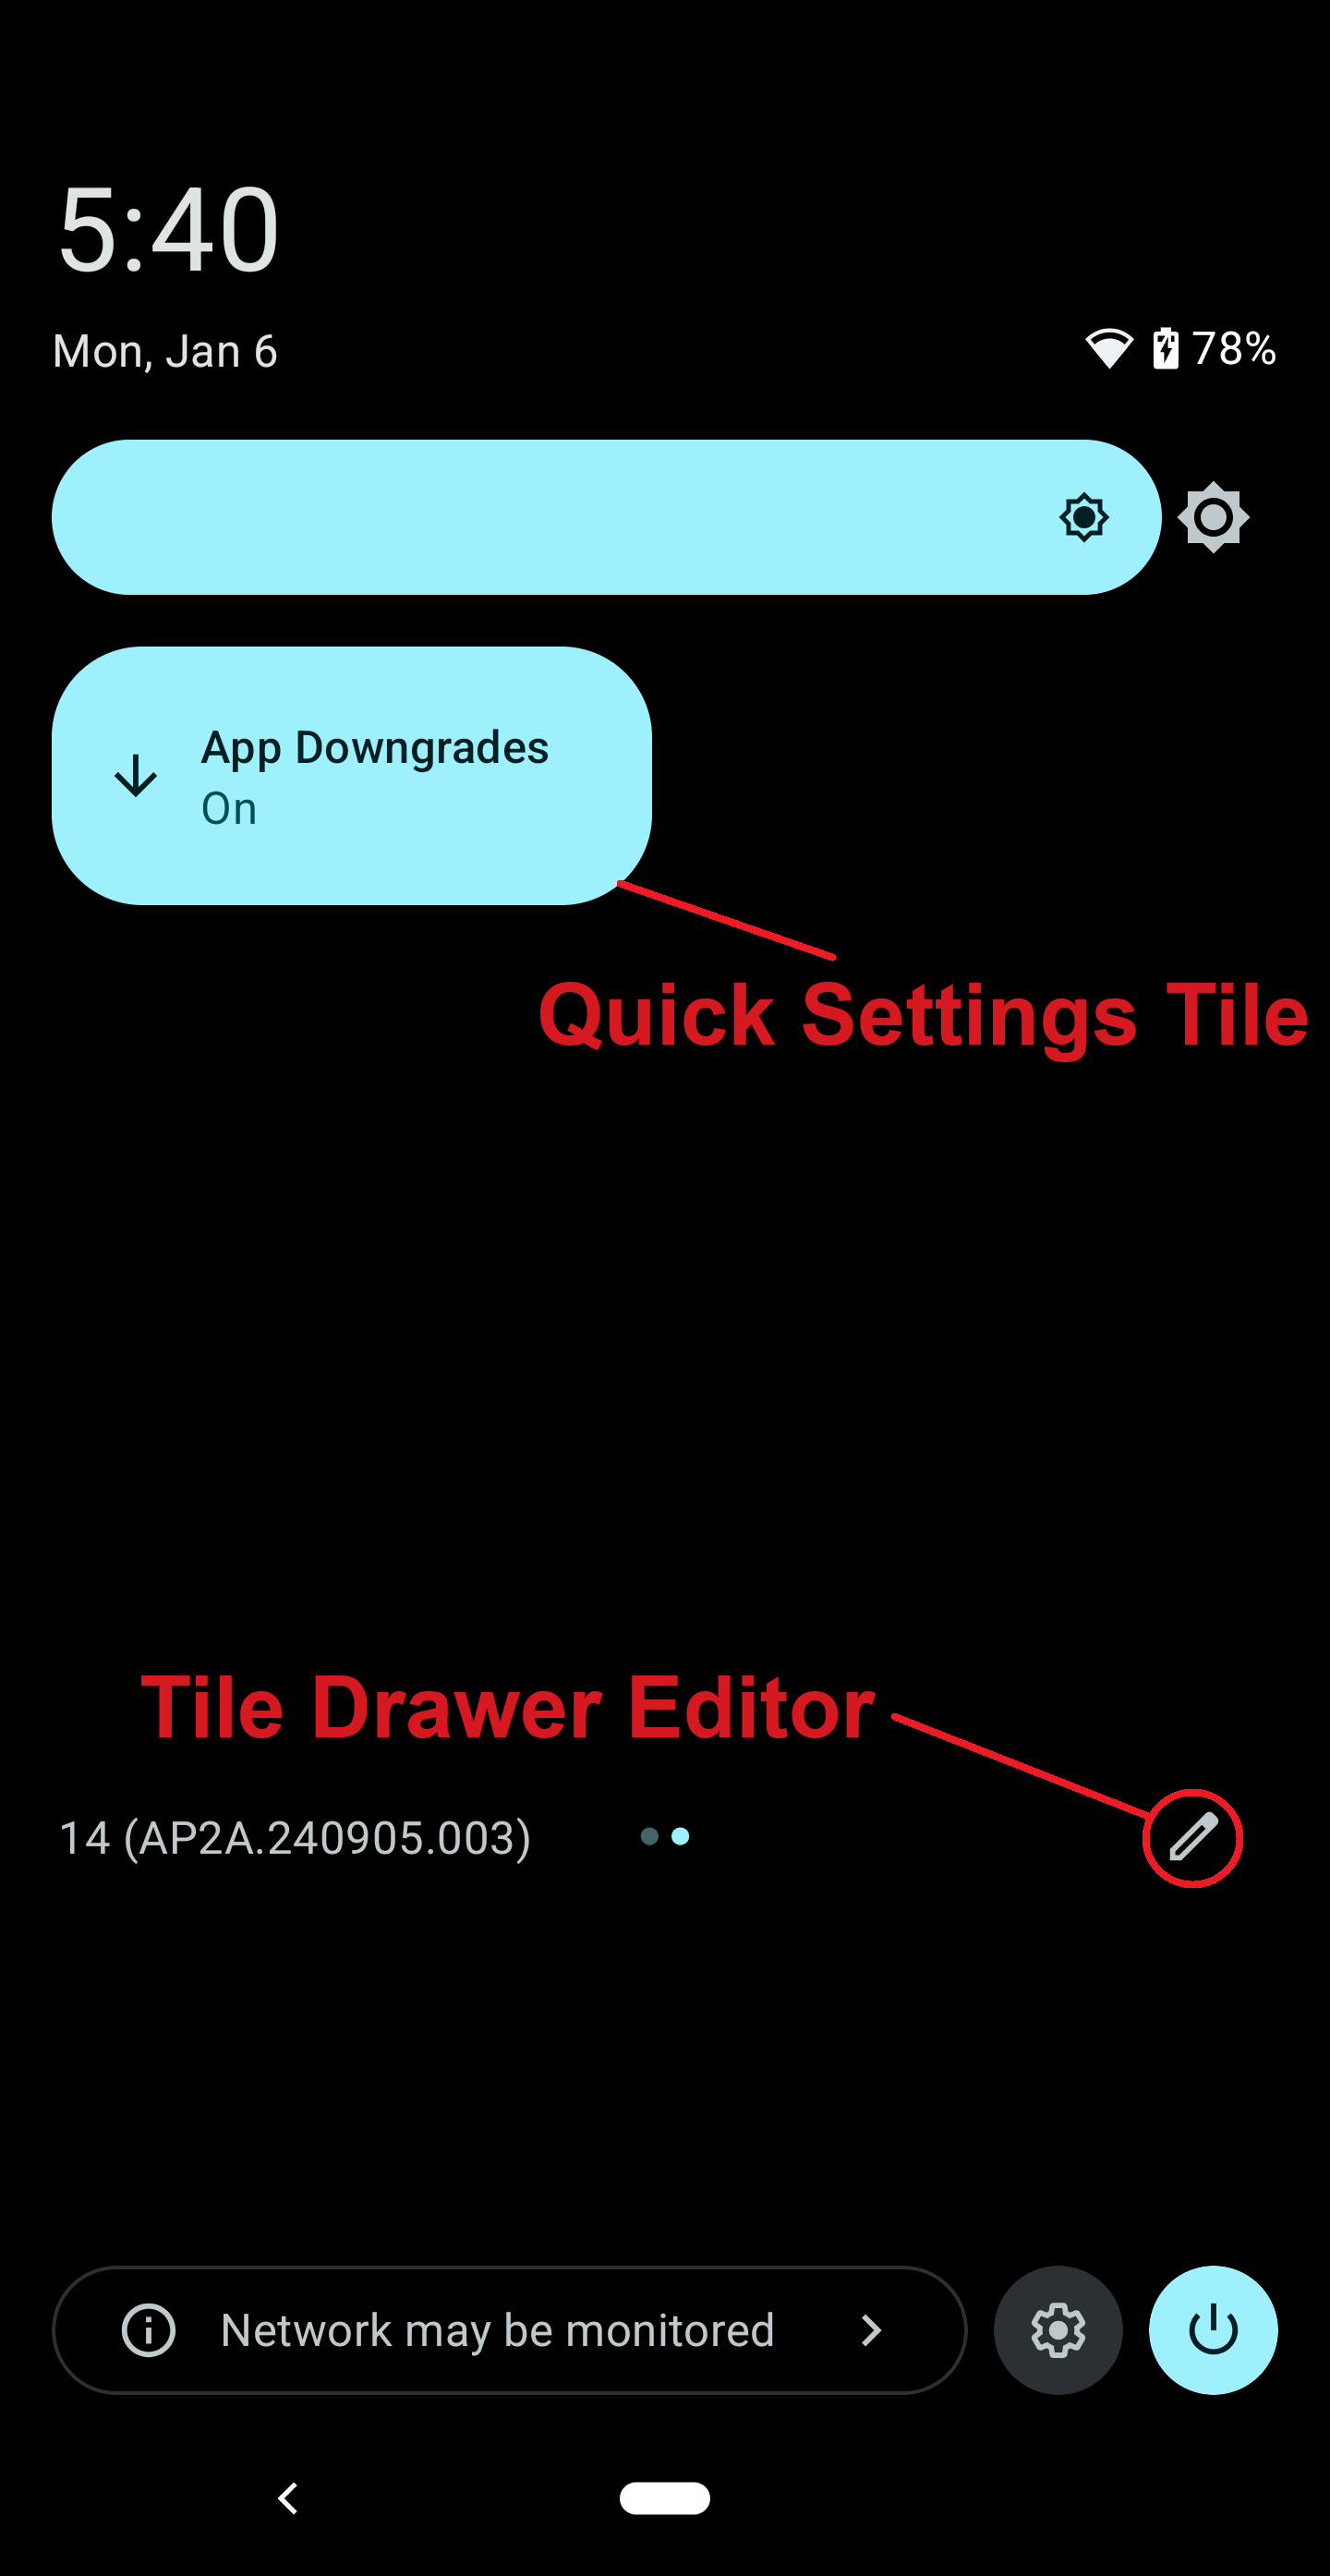 5:40
Mon, Jan 6
78%
App Downgrades
On
Quick Settings Tile
Tile Drawer Editor
14 (AP2A.240905.003)
Network may be monitored